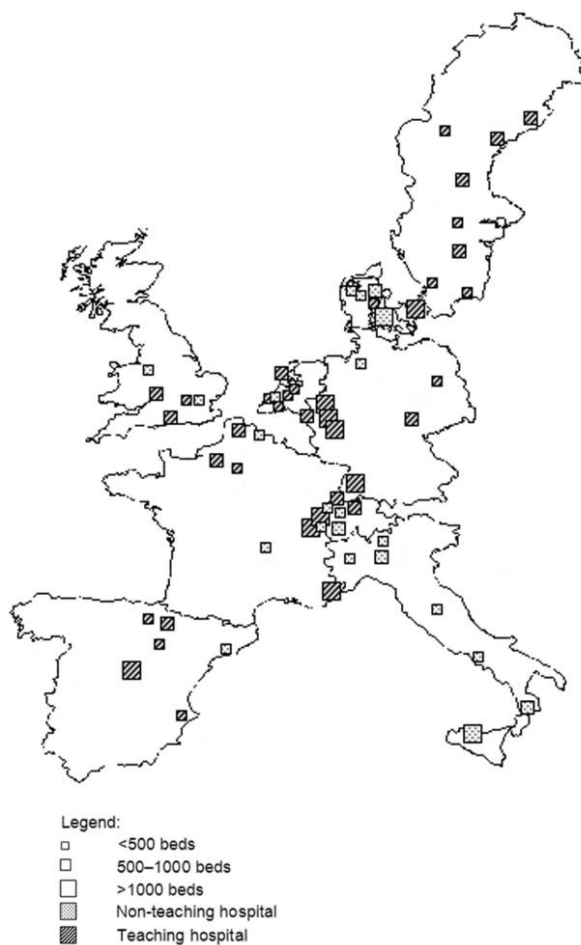 Legend:
<500 beds
500–1000 beds
>1000 beds
Non-teaching hospital
Teaching hospital